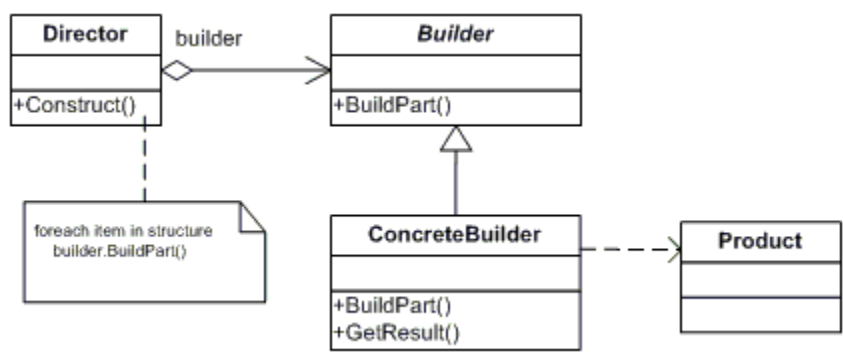 Director
builder
Builder
+Construct()
+BuildPart()
foreach item in structure
builder.BuildPart()
ConcreteBuilder
Product
+BuildPart()
+GetResult()